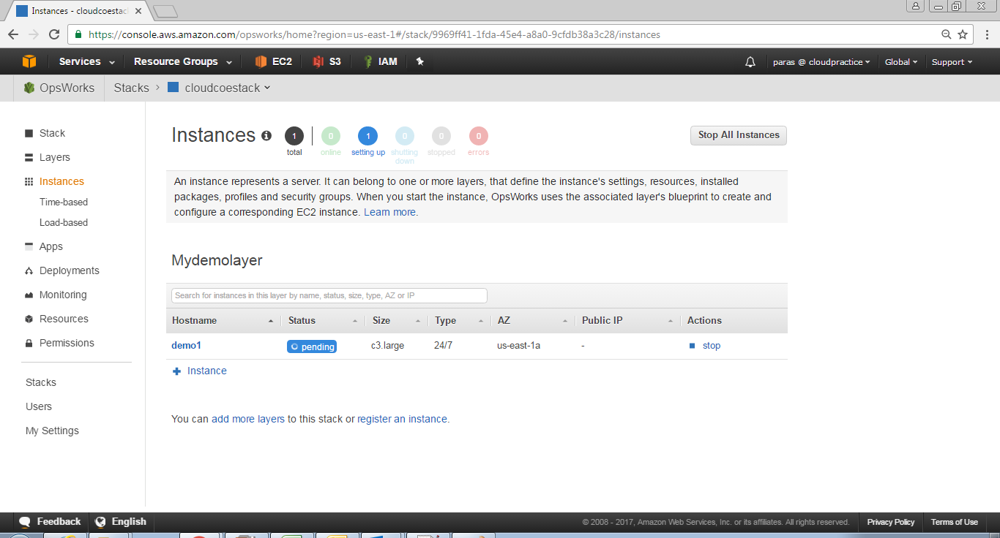 Instances - cloudcoestack
https://console.aws.amazon.com/opsworks/home?region=us-east-1#/stack/9969ff41-1fda-45e4-a8a0-9cfdb38a3c28/instances
Services Resource Groups EC2 S3 IAM paras @ cloudpractice Global Support
OpsWorks Stacks > cloudcoestack
Stack
Layers
Instances
Time-based
Load-based
Apps
Deployments
Monitoring
Resources
Permissions
Stacks
Users
My Settings
Instances
1 total
0 online
1 setting up
0 shutting down
0 stopped
0 errors
Stop All Instances
An instance represents a server. It can belong to one or more layers, that define the instance's settings, resources, installed
packages, profiles and security groups. When you start the instance, OpsWorks uses the associated layer's blueprint to create and
configure a corresponding EC2 instance. Learn more.
Mydemolayer
Search for instances in this layer by name, status, size, type, AZ or IP
Hostname Status Size Type AZ Public IP Actions
demo1 pending c3.large 24/7 us-east-1a - stop
Instance
You can add more layers to this stack or register an instance.
Feedback English © 2008 - 2017, Amazon Web Services, Inc. or its affiliates. All rights reserved. Privacy Policy Terms of Use